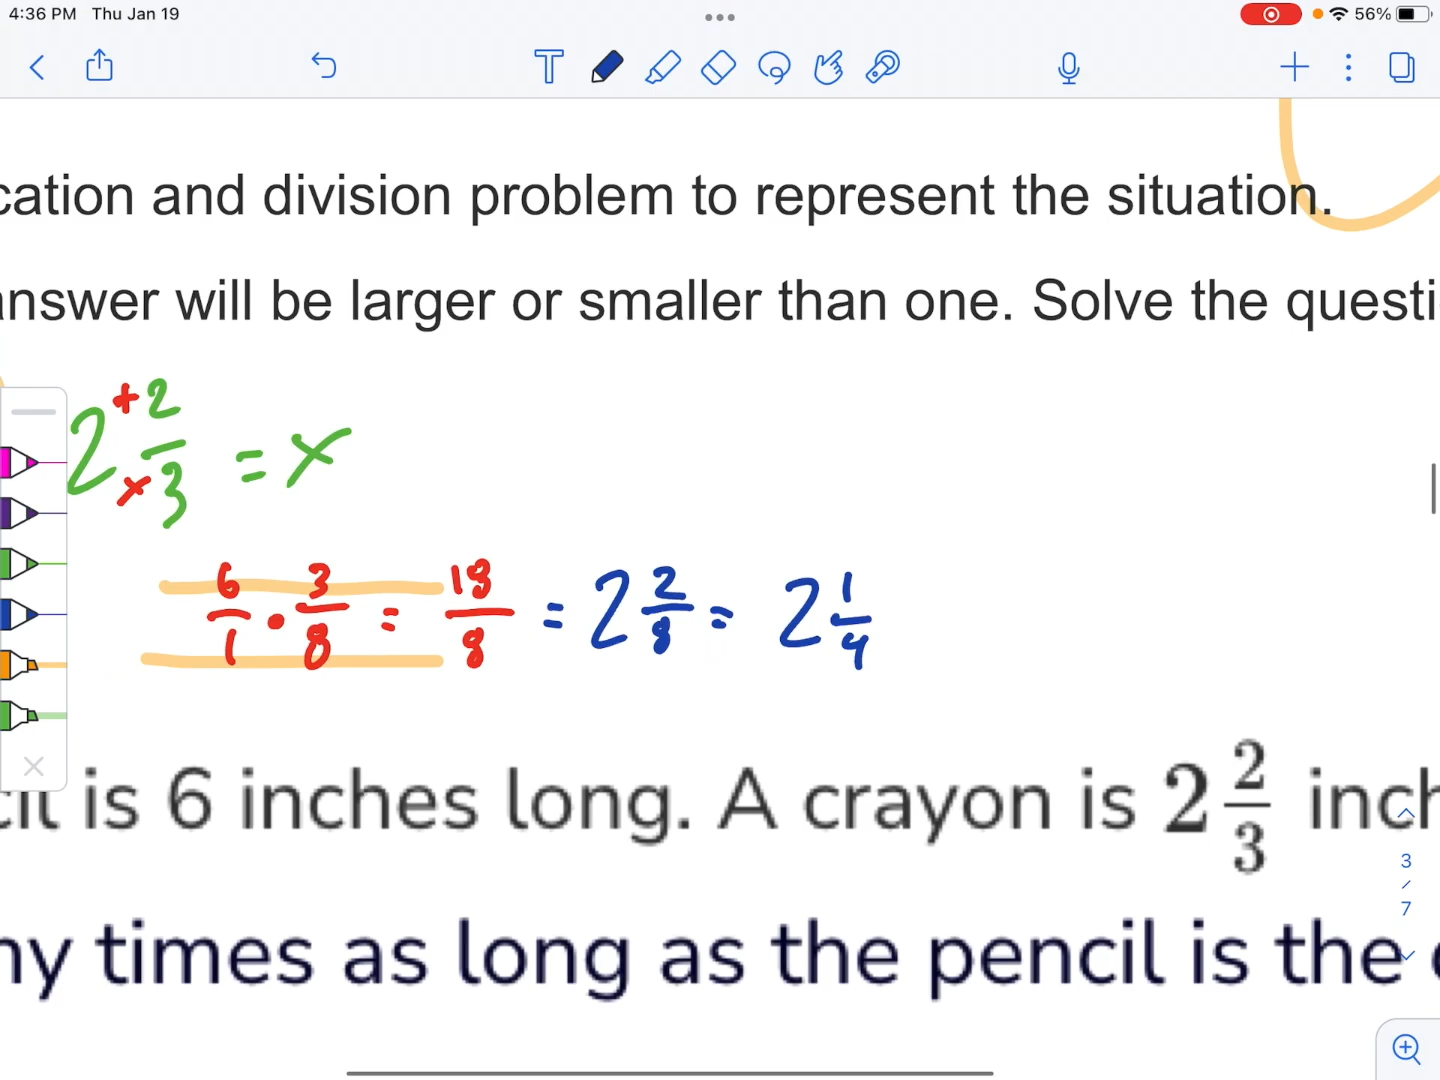 4:36 PM Thu Jan 19
56%
cation and division problem to represent the situation.
answer will be larger or smaller than one. Solve the questi
2 +2/×3 = x
6/1 • 3/8 = 18/8 = 2 2/8 = 2 1/4
cil is 6 inches long. A crayon is 2 2/3 inch
ny times as long as the pencil is the c
3
/
7